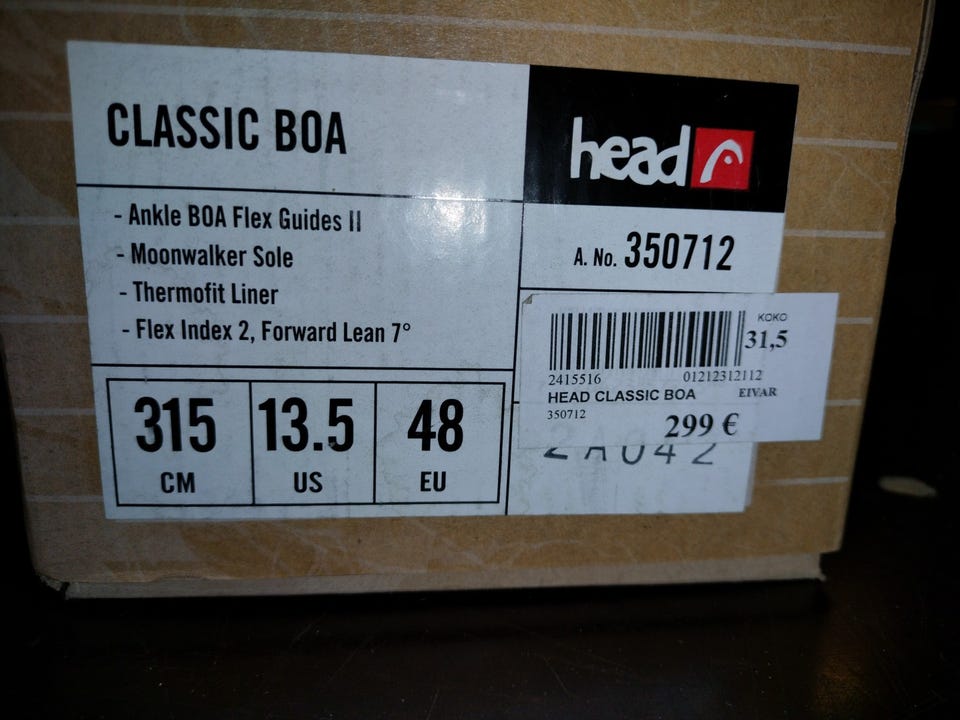 CLASSIC BOA
head
- Ankle BOA Flex Guides II
- Moonwalker Sole
- Thermofit Liner
- Flex Index 2, Forward Lean 7°
A. No. 350712
315
CM
13.5
US
48
EU
KOKO
31,5
2415516 01212312112
HEAD CLASSIC BOA EIVAR
350712
299 €
2A042